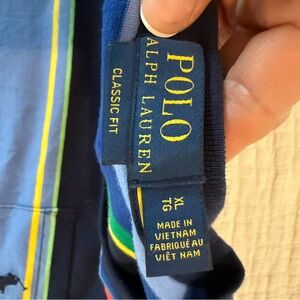 POLO
RALPH LAUREN
CLASSIC FIT
XL
TG
MADE IN
VIETNAM
FABRIQUÉ AU
VIÊT NAM